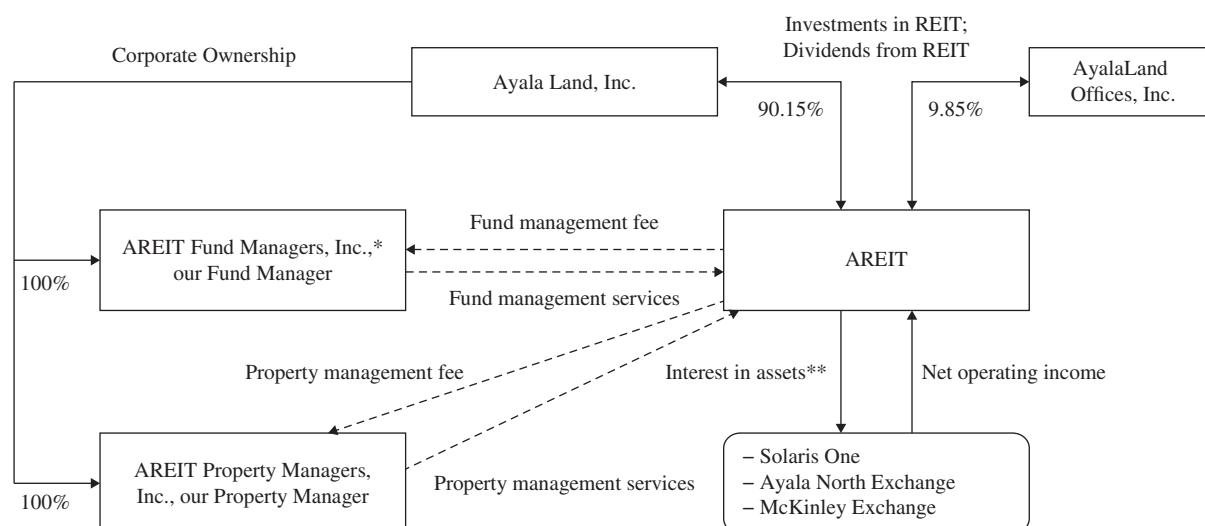 Investments in REIT;
Dividends from REIT
Corporate Ownership
Ayala Land, Inc.
AyalaLand
Offices, Inc.
90.15%
9.85%
AREIT Fund Managers, Inc.,*
our Fund Manager
Fund management fee
AREIT
100%
Fund management services
Property management fee
Interest in assets**
Net operating income
AREIT Property Managers,
Inc., our Property Manager
100%
Property management services
– Solaris One
– Ayala North Exchange
– McKinley Exchange